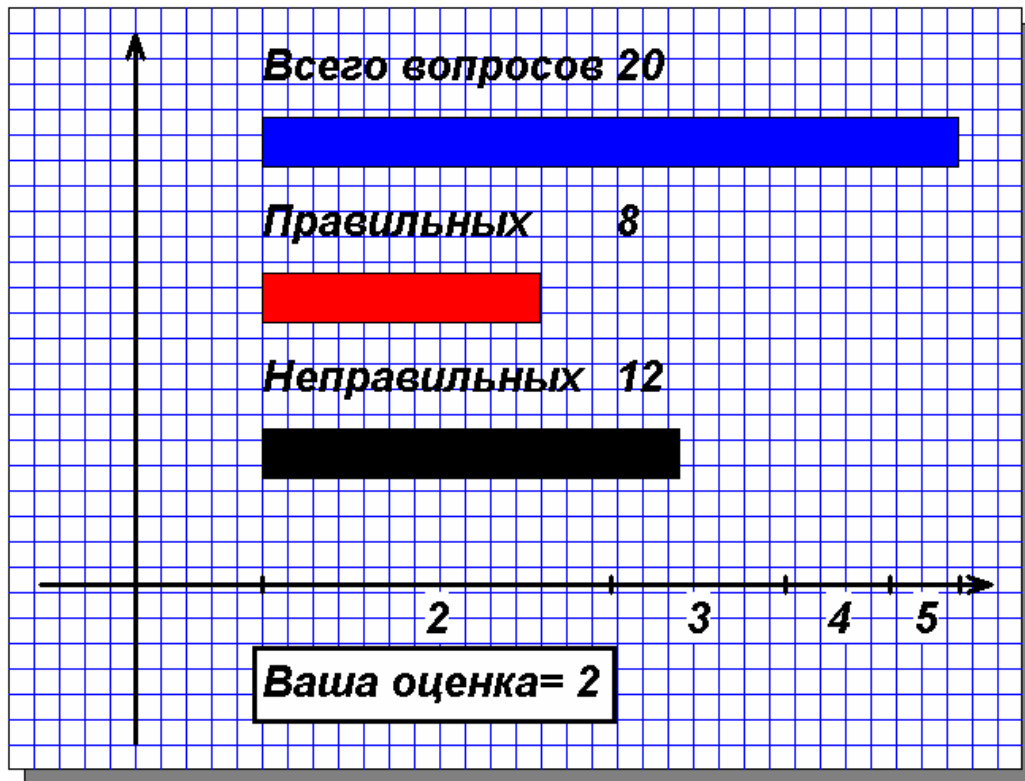 Всего вопросов 20
Правильных 8
Неправильных 12
2 3 4 5
Ваша оценка= 2